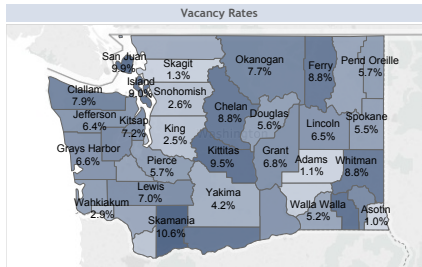 Vacancy Rates
San Juan
9.9%
Island
8.0%
Skagit
1.3%
Okanogan
7.7%
Ferry
8.8%
Pend Oreille
5.7%
Clallam
7.9%
Snohomish
2.6%
Chelan
8.8%
Jefferson
6.4%
Kitsap
7.2%
King
2.5%
Douglas
5.6%
Lincoln
6.5%
Spokane
5.5%
Grays Harbor
6.6%
Pierce
5.7%
Kittitas
9.5%
Grant
6.8%
Adams
1.1%
Whitman
8.8%
Lewis
7.0%
Yakima
4.2%
Walla Walla
5.2%
Asotin
1.0%
Wahkiakum
2.9%
Skamania
10.6%